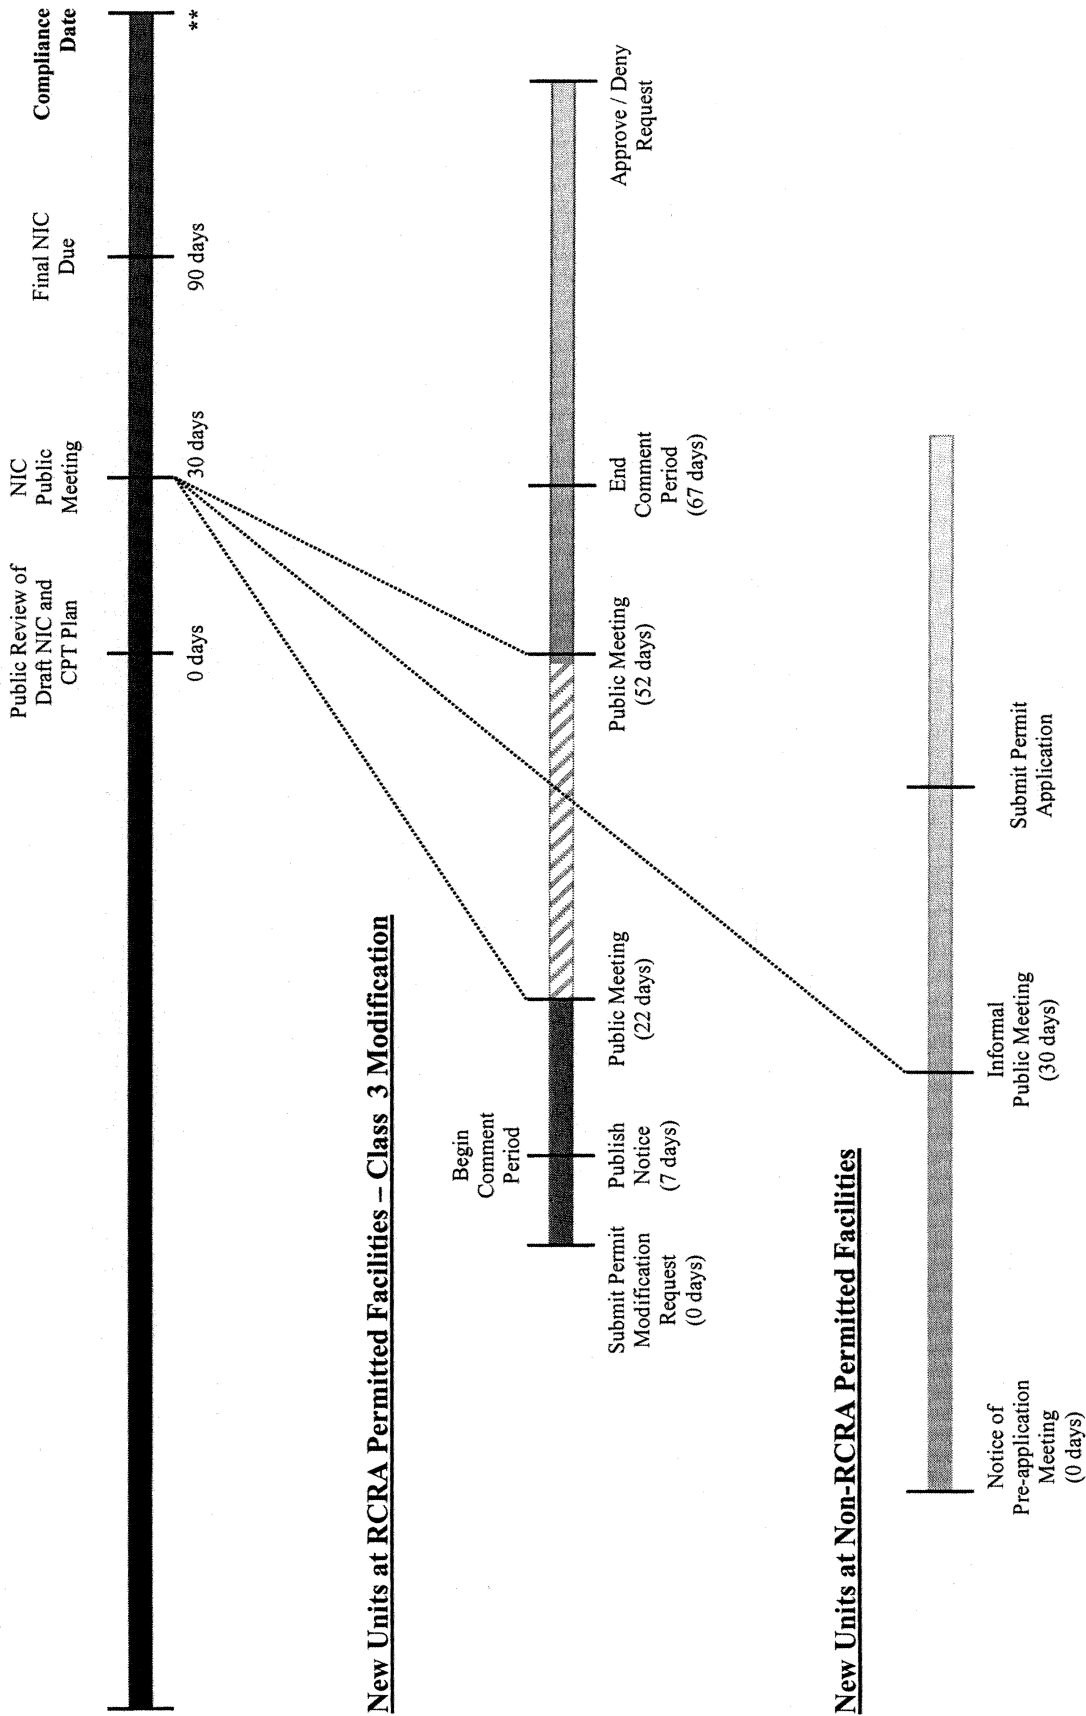 Public Review of
Draft NIC and
CPT Plan
NIC
Public
Meeting
Final NIC
Due
Compliance
Date
0 days
30 days
90 days
**
New Units at RCRA Permitted Facilities – Class 3 Modification
Begin
Comment
Period
Submit Permit
Modification
Request
(0 days)
Publish
Notice
(7 days)
Public Meeting
(22 days)
Public Meeting
(52 days)
End
Comment
Period
(67 days)
Approve / Deny
Request
New Units at Non-RCRA Permitted Facilities
Notice of
Pre-application
Meeting
(0 days)
Informal
Public Meeting
(30 days)
Submit Permit
Application